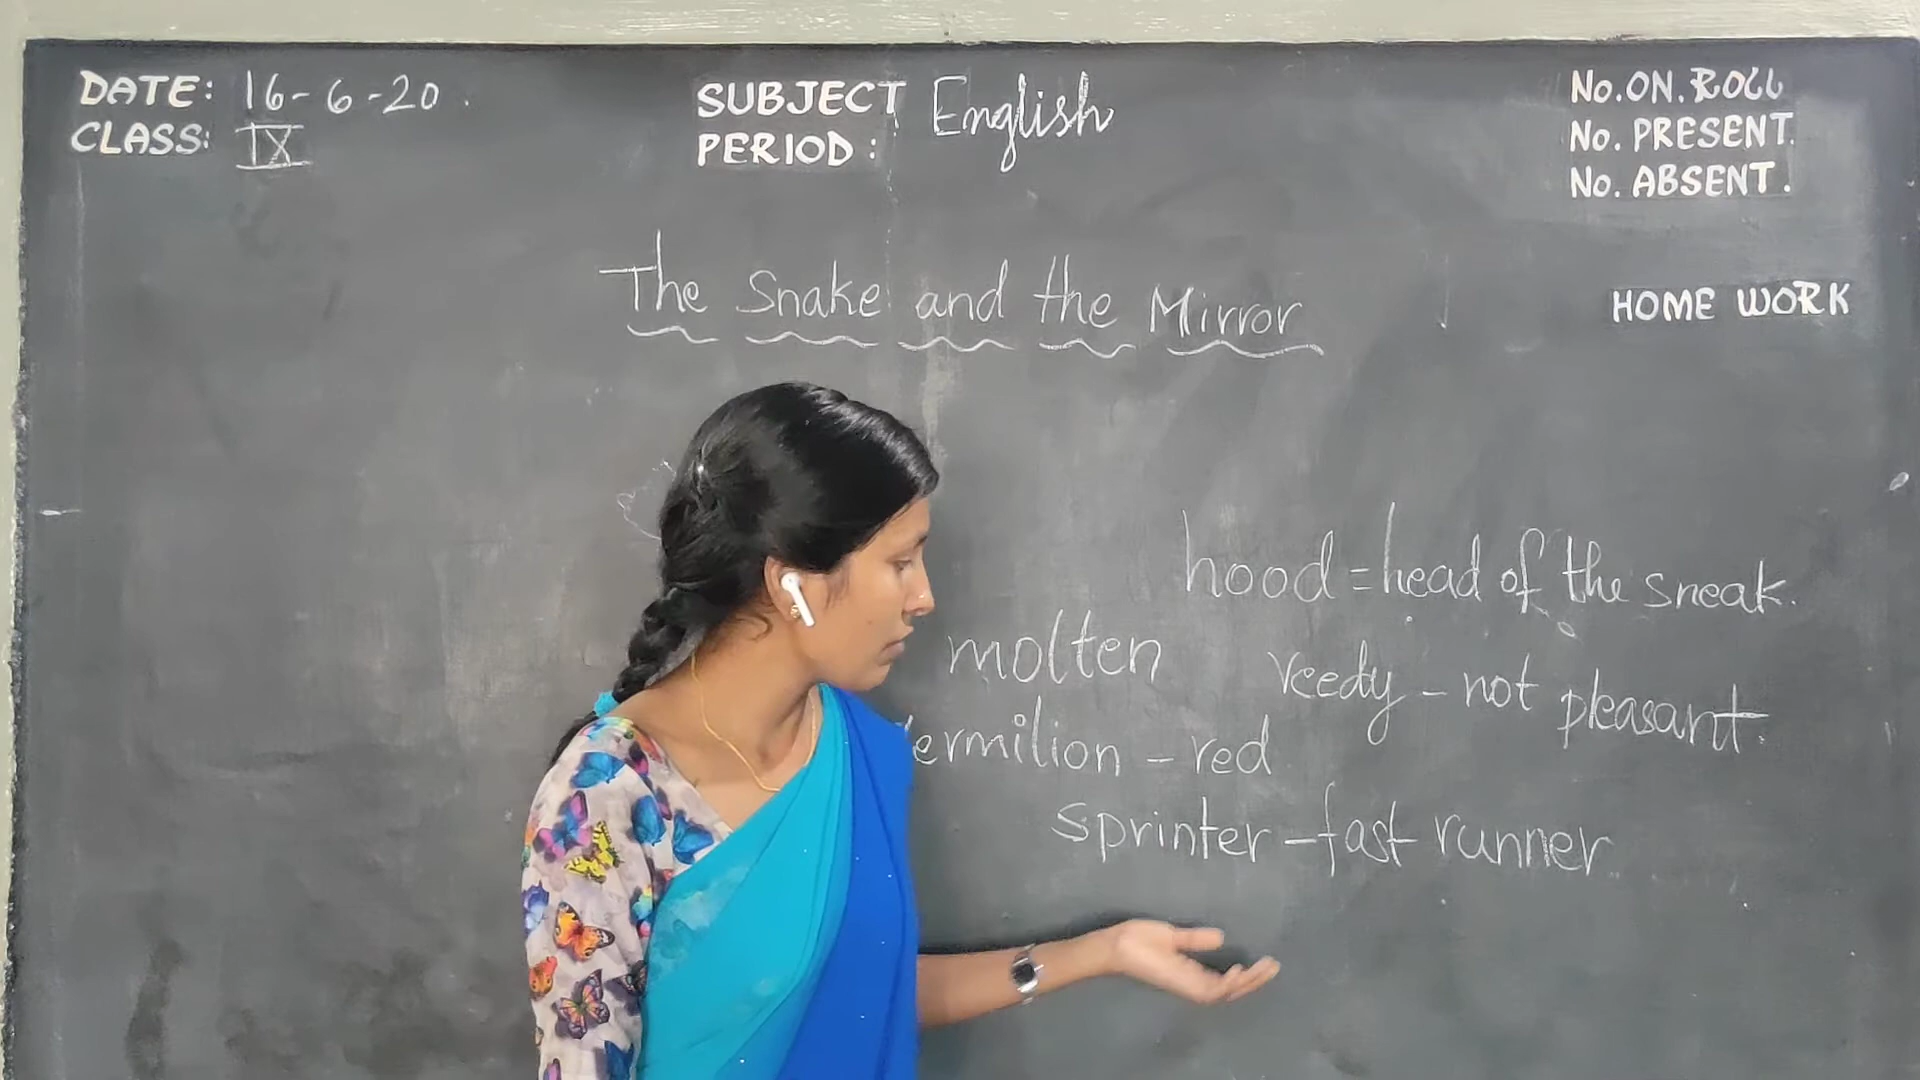 DATE: 16-6-20.
CLASS: IX
SUBJECT English
PERIOD:
No. ON. ROLL
No. PRESENT.
No. ABSENT.
The Snake and the Mirror
HOME WORK
hood = head of the sneak.
molten
reedy - not pleasant.
ermilion - red
sprinter - fast runner.